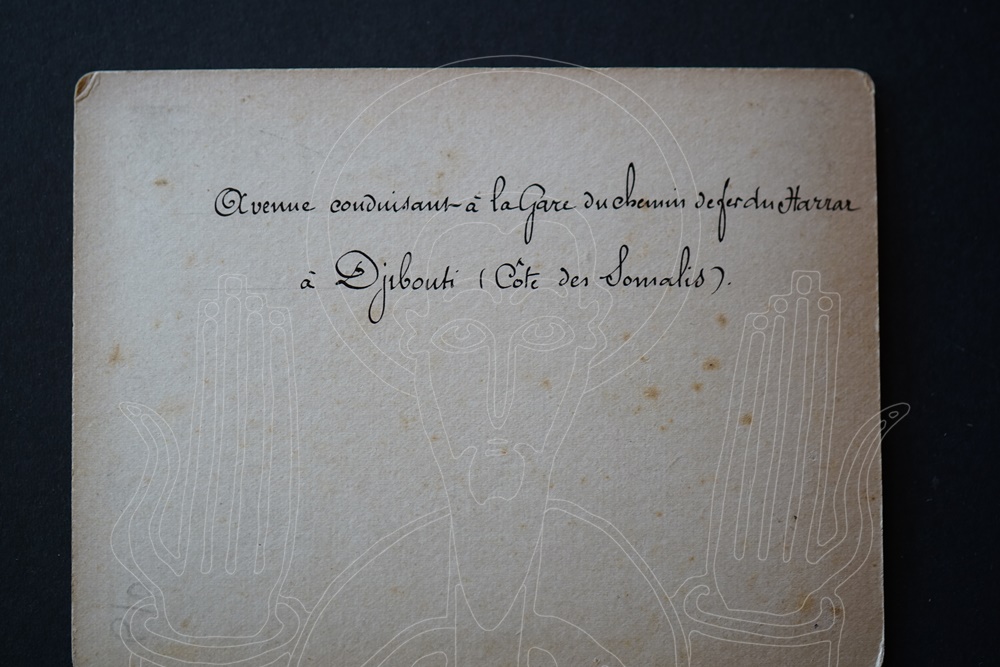 Avenue conduisant à la Gare du chemin de fer du Harrar
à Djibouti (Côte des Somalis).